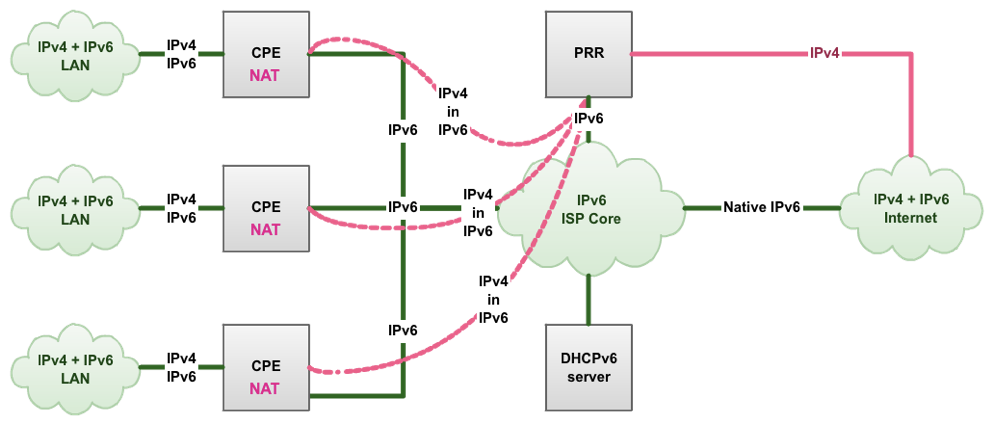 IPv4 + IPv6
LAN
IPv4
IPv6
CPE
NAT
IPv4
in
IPv6
IPv6
PRR
IPv6
IPv4
IPv4 + IPv6
LAN
IPv4
IPv6
CPE
NAT
IPv6
IPv4
in
IPv6
IPv6
ISP Core
Native IPv6
IPv4 + IPv6
Internet
IPv4
in
IPv6
IPv4 + IPv6
LAN
IPv4
IPv6
CPE
NAT
IPv6
DHCPv6
server